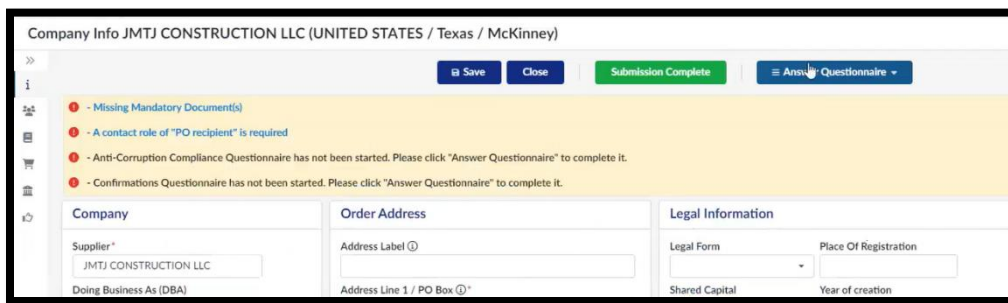 Company Info JMTJ CONSTRUCTION LLC (UNITED STATES / Texas / McKinney)
Save Close Submission Complete Answer Questionnaire
- Missing Mandatory Document(s)
- A contact role of "PO recipient" is required
- Anti-Corruption Compliance Questionnaire has not been started. Please click "Answer Questionnaire" to complete it.
- Confirmations Questionnaire has not been started. Please click "Answer Questionnaire" to complete it.
Company Order Address Legal Information
Supplier* Address Label Legal Form Place Of Registration
JMTJ CONSTRUCTION LLC
Doing Business As (DBA) Address Line 1 / PO Box * Shared Capital Year of creation